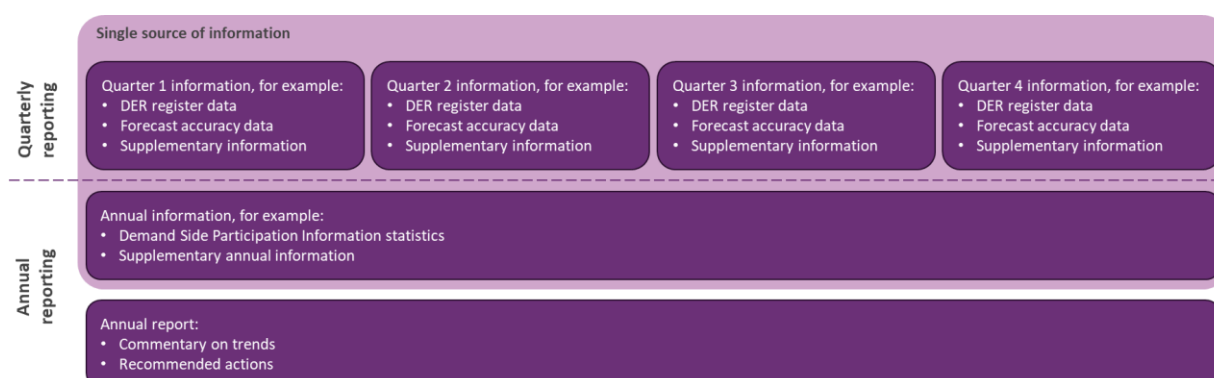 Single source of information
Quarterly
reporting
Quarter 1 information, for example:
• DER register data
• Forecast accuracy data
• Supplementary information
Quarter 2 information, for example:
• DER register data
• Forecast accuracy data
• Supplementary information
Quarter 3 information, for example:
• DER register data
• Forecast accuracy data
• Supplementary information
Quarter 4 information, for example:
• DER register data
• Forecast accuracy data
• Supplementary information
Annual
reporting
Annual information, for example:
• Demand Side Participation Information statistics
• Supplementary annual information
Annual report:
• Commentary on trends
• Recommended actions